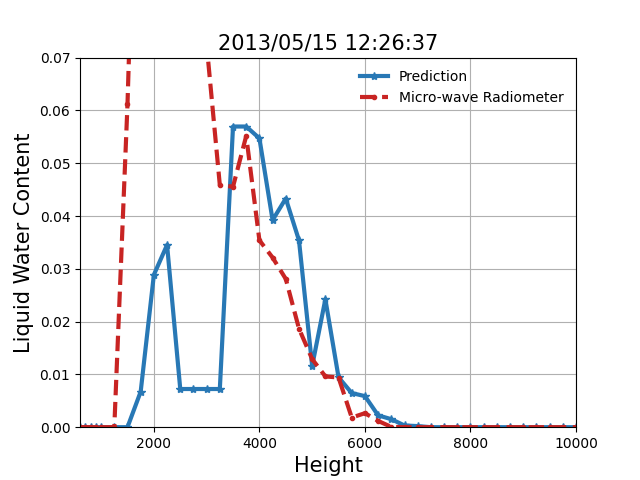 2013/05/15 12:26:37
Prediction
Micro-wave Radiometer
Liquid Water Content
0.07
0.06
0.05
0.04
0.03
0.02
0.01
0.00
2000 4000 6000 8000 10000
Height